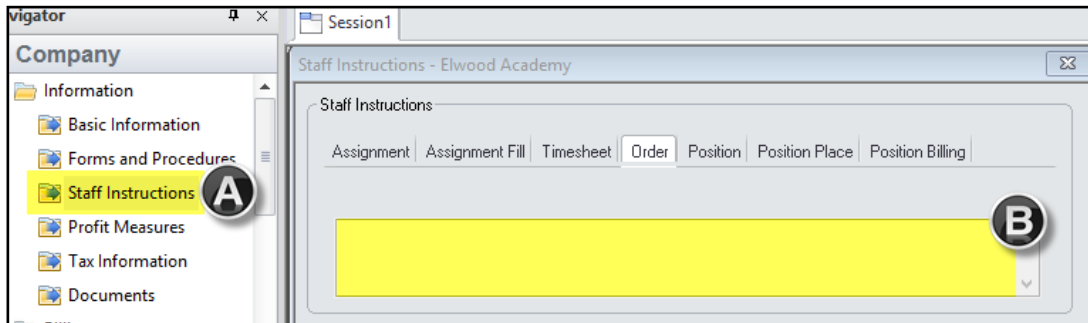 vigator
Company
Information
Basic Information
Forms and Procedures
Staff Instructions
A
Profit Measures
Tax Information
Documents
Session1
Staff Instructions - Elwood Academy
Staff Instructions
Assignment Assignment Fill Timesheet Order Position Position Place Position Billing
B